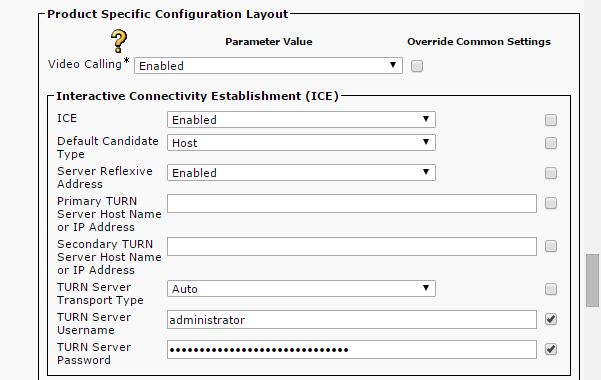 Product Specific Configuration Layout
?
Parameter Value Override Common Settings
Video Calling* Enabled
Interactive Connectivity Establishment (ICE)
ICE Enabled
Default Candidate Host
Type
Server Reflexive Enabled
Address
Primary TURN
Server Host Name
or IP Address
Secondary TURN
Server Host Name
or IP Address
TURN Server Auto
Transport Type
TURN Server administrator
Username
TURN Server ••••••••••••••••••••••••••••••
Password